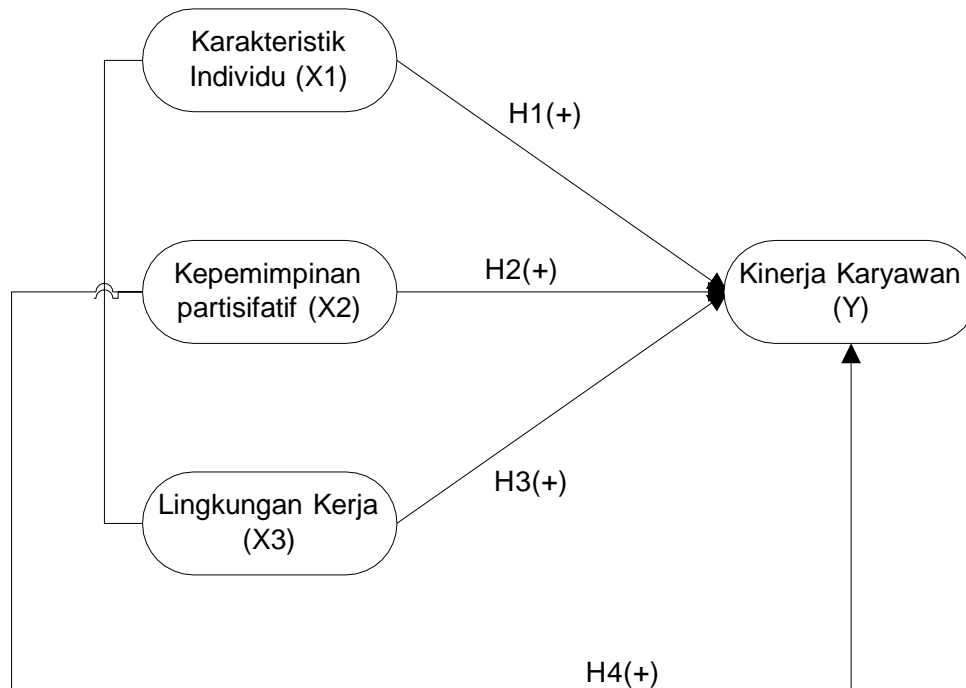 Karakteristik
Individu (X1)
H1(+)
Kepemimpinan
partisifatif (X2)
H2(+)
Kinerja Karyawan
(Y)
Lingkungan Kerja
(X3)
H3(+)
H4(+)